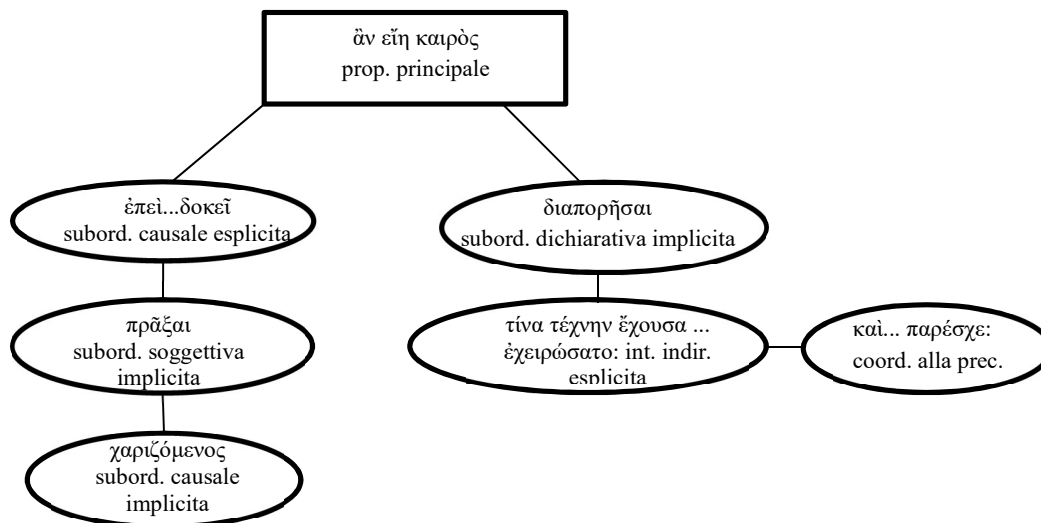 ἂν εἴη καιρὸς
prop. principale
ἐπεὶ...δοκεῖ
subord. causale esplicita
διαπορῆσαι
subord. dichiarativa implicita
πρᾶξαι
subord. soggettiva
implicita
τίνα τέχνην ἔχουσα ...
ἐχειρώσατο: int. indir.
esplicita
καὶ... παρέσχε:
coord. alla prec.
χαριζόμενος
subord. causale
implicita